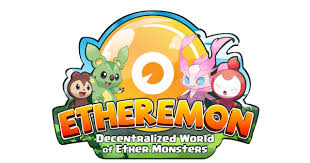 ETHEREMON
Decentralized World
of Ether Monsters